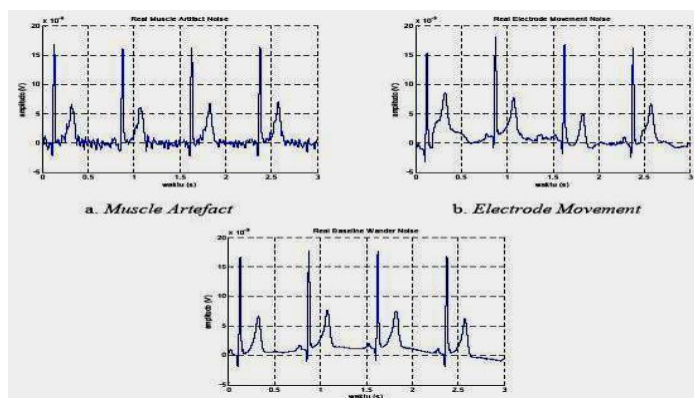 Real Muscle Artifact Noise
20 x 10
15
10
5
0
-5
0 0.5 1 1.5 2 2.5 3
amplitudo (V)
waktu (s)
a. Muscle Artefact
Real Electrode Movement Noise
20 x 10
15
10
5
0
-5
0 0.5 1 1.5 2 2.5 3
amplitudo (V)
waktu (s)
b. Electrode Movement
Real Baseline Wander Noise
20 x 10
15
10
5
0
-5
0 0.5 1 1.5 2 2.5 3
amplitudo (V)
waktu (s)